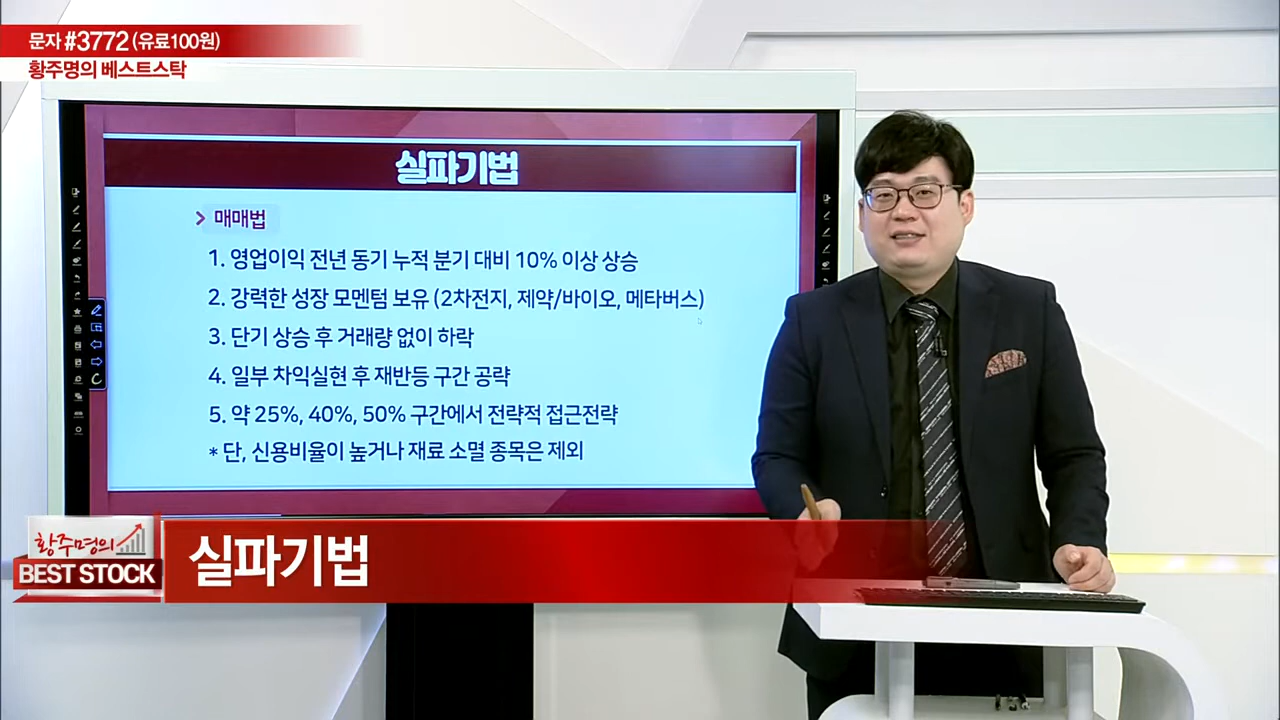 문자 #3772 (유료100원)
황주명의 베스트스탁
실파기법
> 매매법
1. 영업이익 전년 동기 누적 분기 대비 10% 이상 상승
2. 강력한 성장 모멘텀 보유 (2차전지, 제약/바이오, 메타버스)
3. 단기 상승 후 거래량 없이 하락
4. 일부 차익실현 후 재반등 구간 공략
5. 약 25%, 40%, 50% 구간에서 전략적 접근전략
* 단, 신용비율이 높거나 재료 소멸 종목은 제외
황주명의
BEST STOCK
실파기법